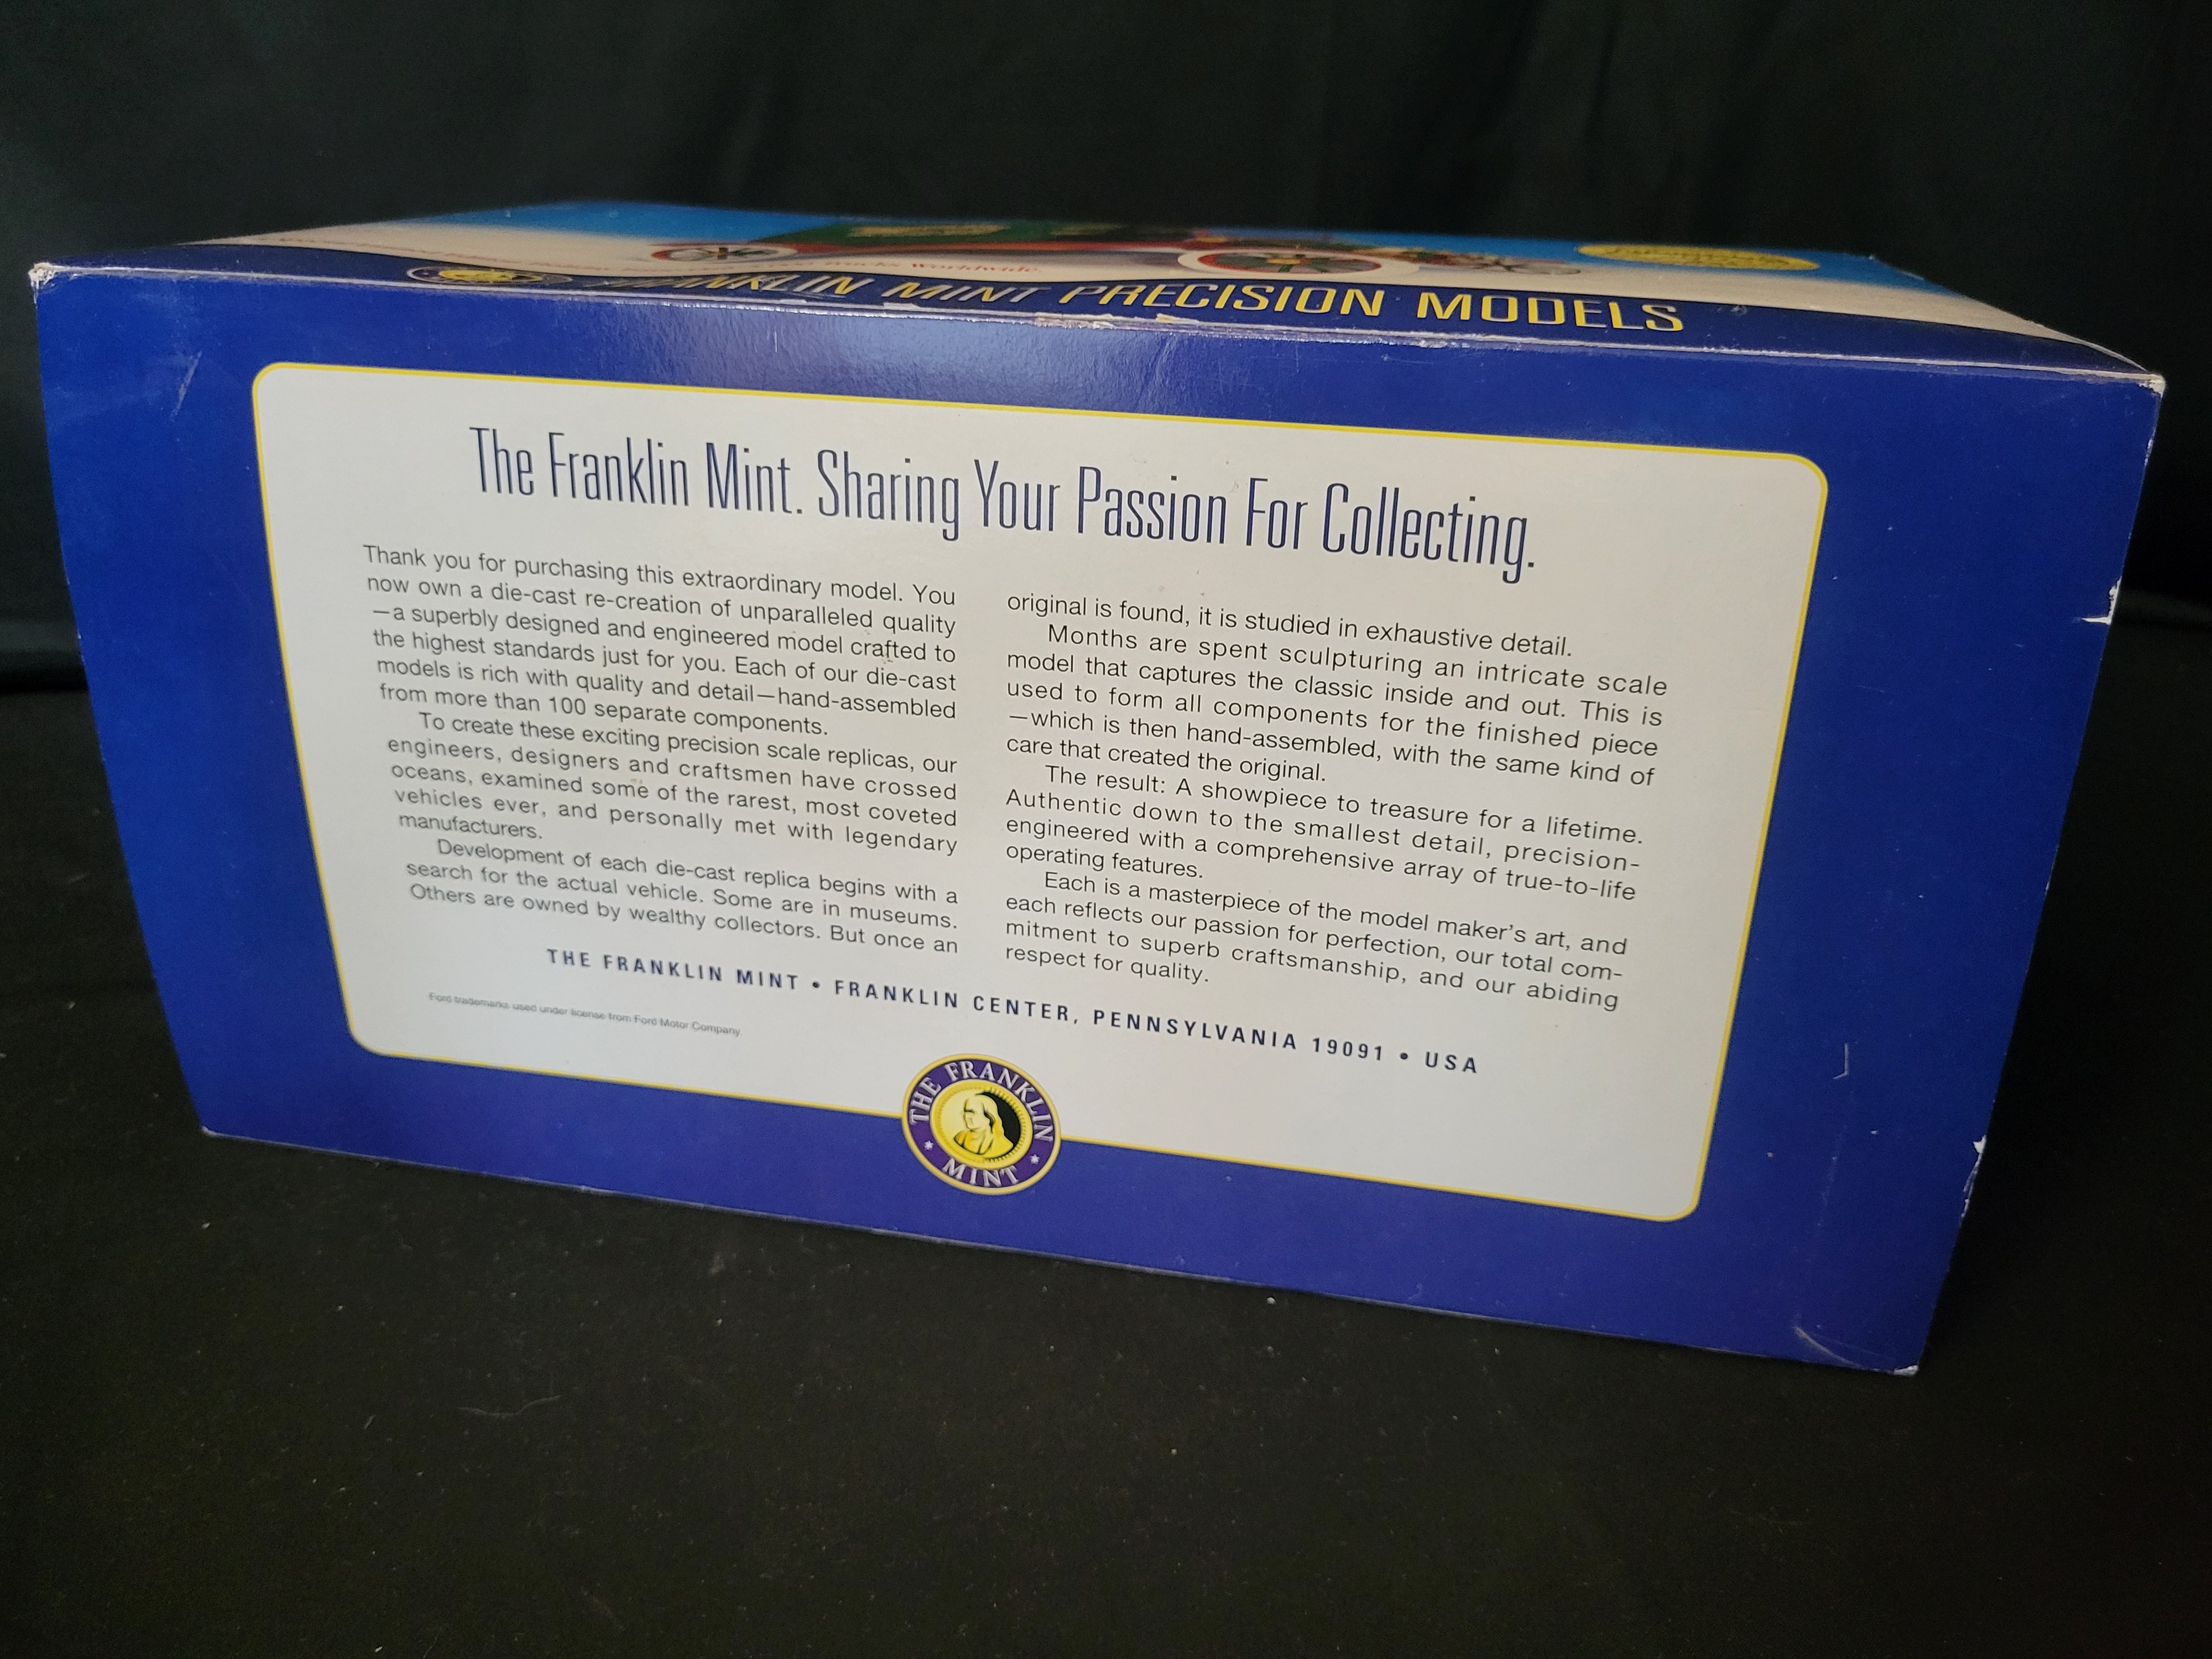 Worldwide.
FRANKLIN MINT PRECISION MODELS
The Franklin Mint. Sharing Your Passion For Collecting.
Thank you for purchasing this extraordinary model. You
now own a die-cast re-creation of unparalleled quality
—a superbly designed and engineered model crafted to
the highest standards just for you. Each of our die-cast
models is rich with quality and detail—hand-assembled
from more than 100 separate components.
To create these exciting precision scale replicas, our
engineers, designers and craftsmen have crossed
oceans, examined some of the rarest, most coveted
vehicles ever, and personally met with legendary
manufacturers.
Development of each die-cast replica begins with a
search for the actual vehicle. Some are in museums.
Others are owned by wealthy collectors. But once an
original is found, it is studied in exhaustive detail.
Months are spent sculpturing an intricate scale
model that captures the classic inside and out. This is
used to form all components for the finished piece
—which is then hand-assembled, with the same kind of
care that created the original.
The result: A showpiece to treasure for a lifetime.
Authentic down to the smallest detail, precision-
engineered with a comprehensive array of true-to-life
operating features.
Each is a masterpiece of the model maker's art, and
each reflects our passion for perfection, our total com-
mitment to superb craftsmanship, and our abiding
respect for quality.
THE FRANKLIN MINT • FRANKLIN CENTER, PENNSYLVANIA 19091 • USA
Ford trademarks used under license from Ford Motor Company.
THE FRANKLIN
MINT